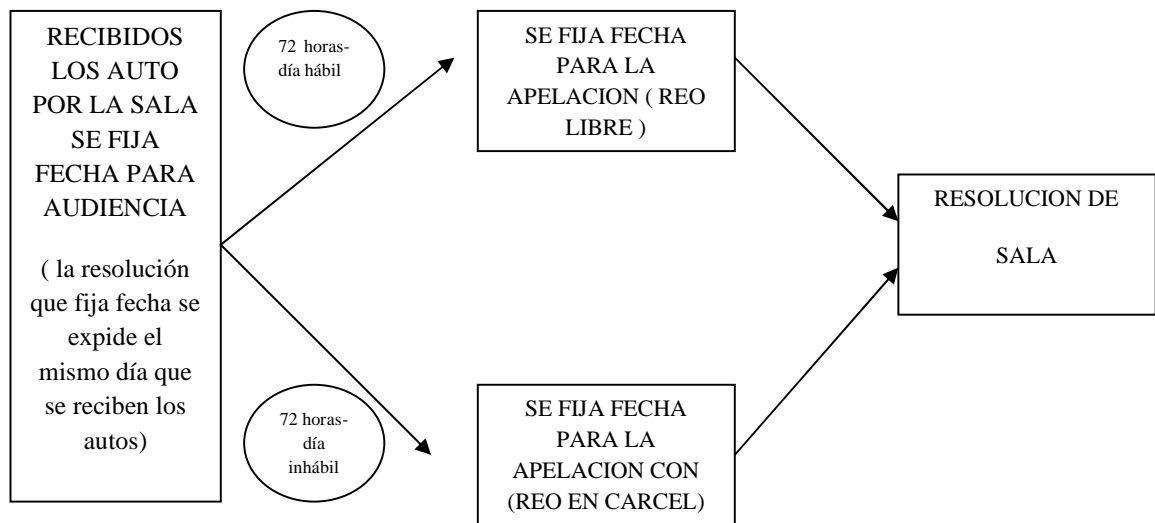 RECIBIDOS
LOS AUTO
POR LA SALA
SE FIJA
FECHA PARA
AUDIENCIA
( la resolución
que fija fecha se
expide el
mismo día que
se reciben los
autos)
72 horas-
día hábil
SE FIJA FECHA
PARA LA
APELACION ( REO
LIBRE )
72 horas-
día
inhábil
SE FIJA FECHA
PARA LA
APELACION CON
(REO EN CARCEL)
RESOLUCION DE
SALA